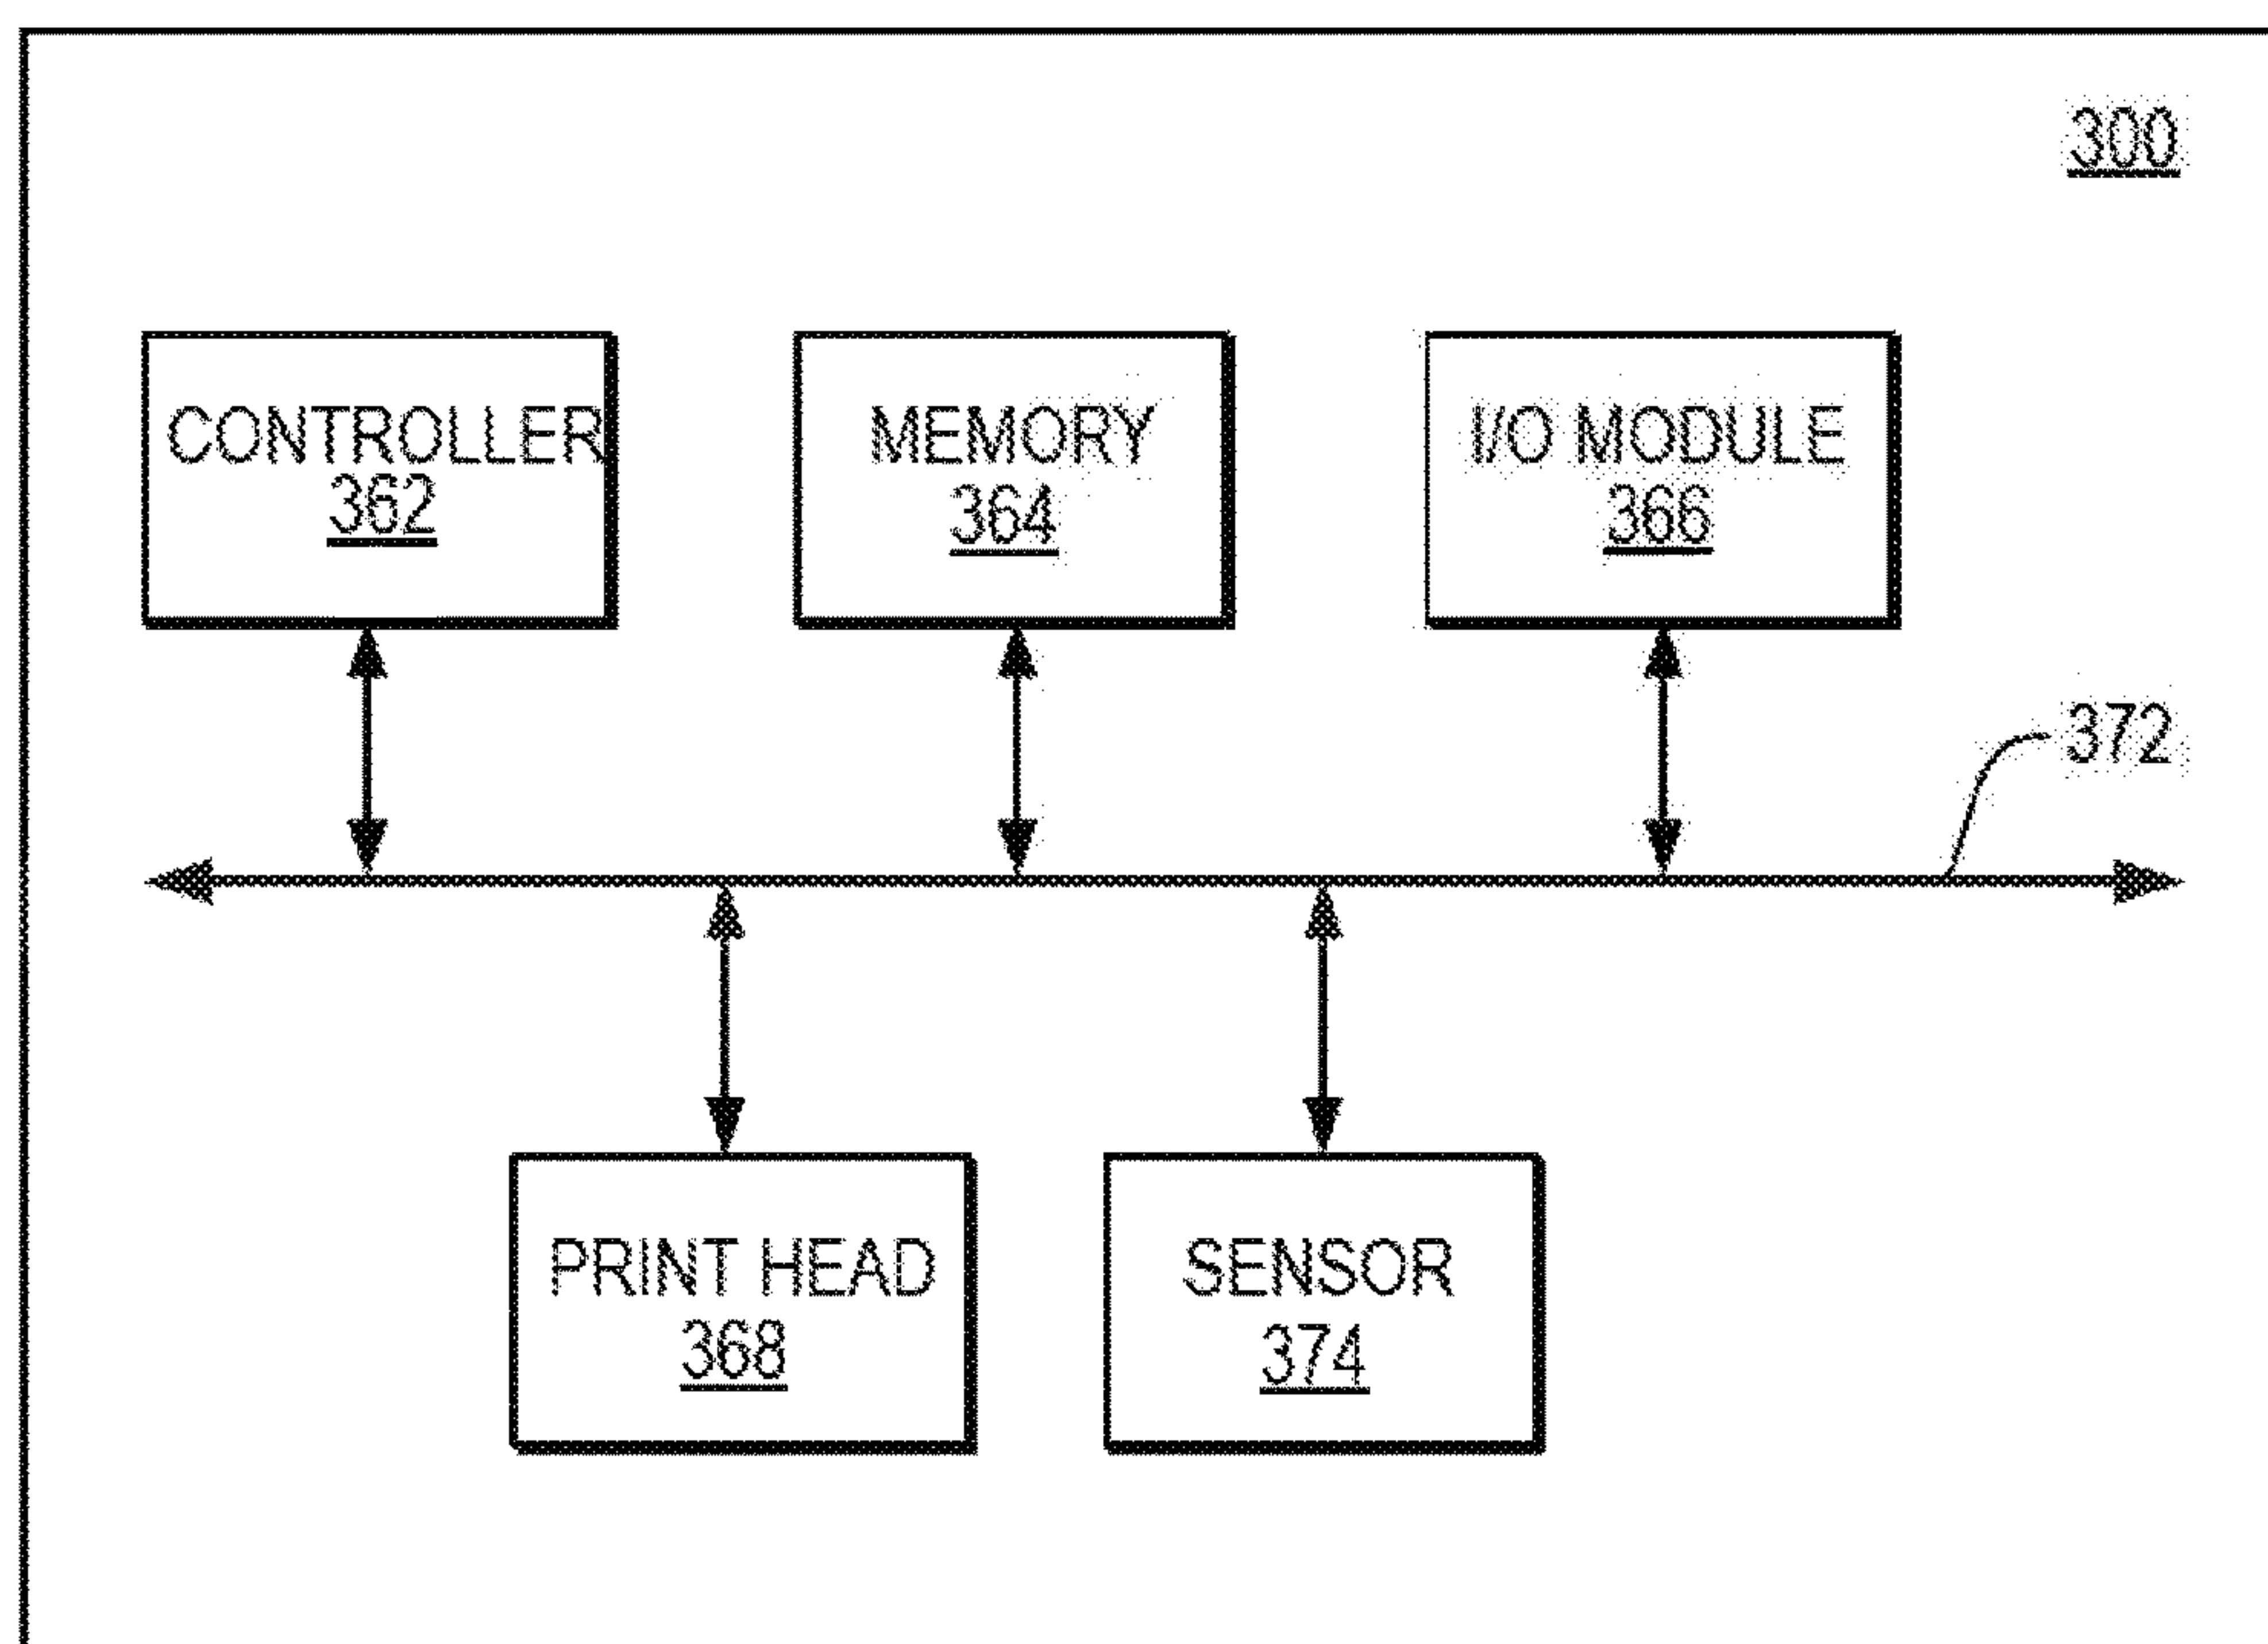 300
CONTROLLER
362
MEMORY
364
I/O MODULE
366
372
PRINT HEAD
368
SENSOR
374